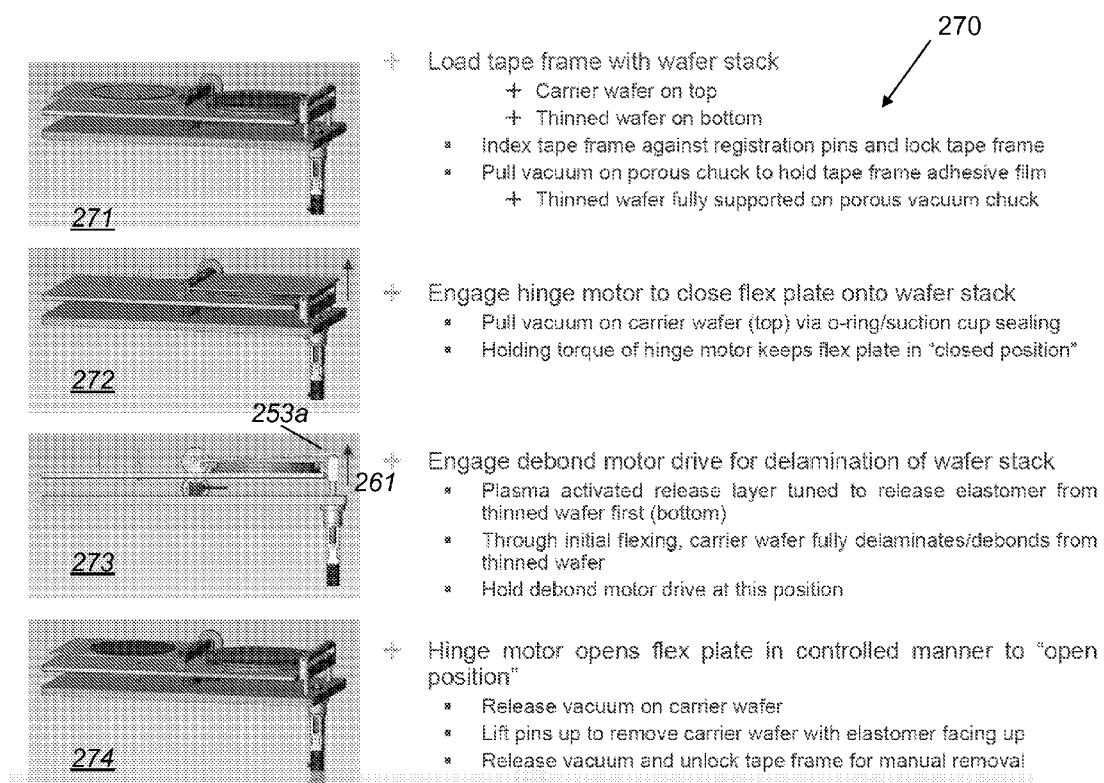 270
+ Load tape frame with wafer stack
+ Carrier wafer on top
+ Thinned wafer on bottom
• Index tape frame against registration pins and lock tape frame
• Pull vacuum on porous chuck to hold tape frame adhesive film
+ Thinned wafer fully supported on porous vacuum chuck
271
+ Engage hinge motor to close flex plate onto wafer stack
• Pull vacuum on carrier wafer (top) via o-ring/suction cup sealing
• Holding torque of hinge motor keeps flex plate in "closed position"
272
253a
261
+ Engage debond motor drive for delamination of wafer stack
• Plasma activated release layer tuned to release elastomer from
thinned wafer first (bottom)
• Through initial flexing, carrier wafer fully delaminates/debonds from
thinned wafer
• Hold debond motor drive at this position
273
+ Hinge motor opens flex plate in controlled manner to "open
position"
• Release vacuum on carrier wafer
• Lift pins up to remove carrier wafer with elastomer facing up
• Release vacuum and unlock tape frame for manual removal
274